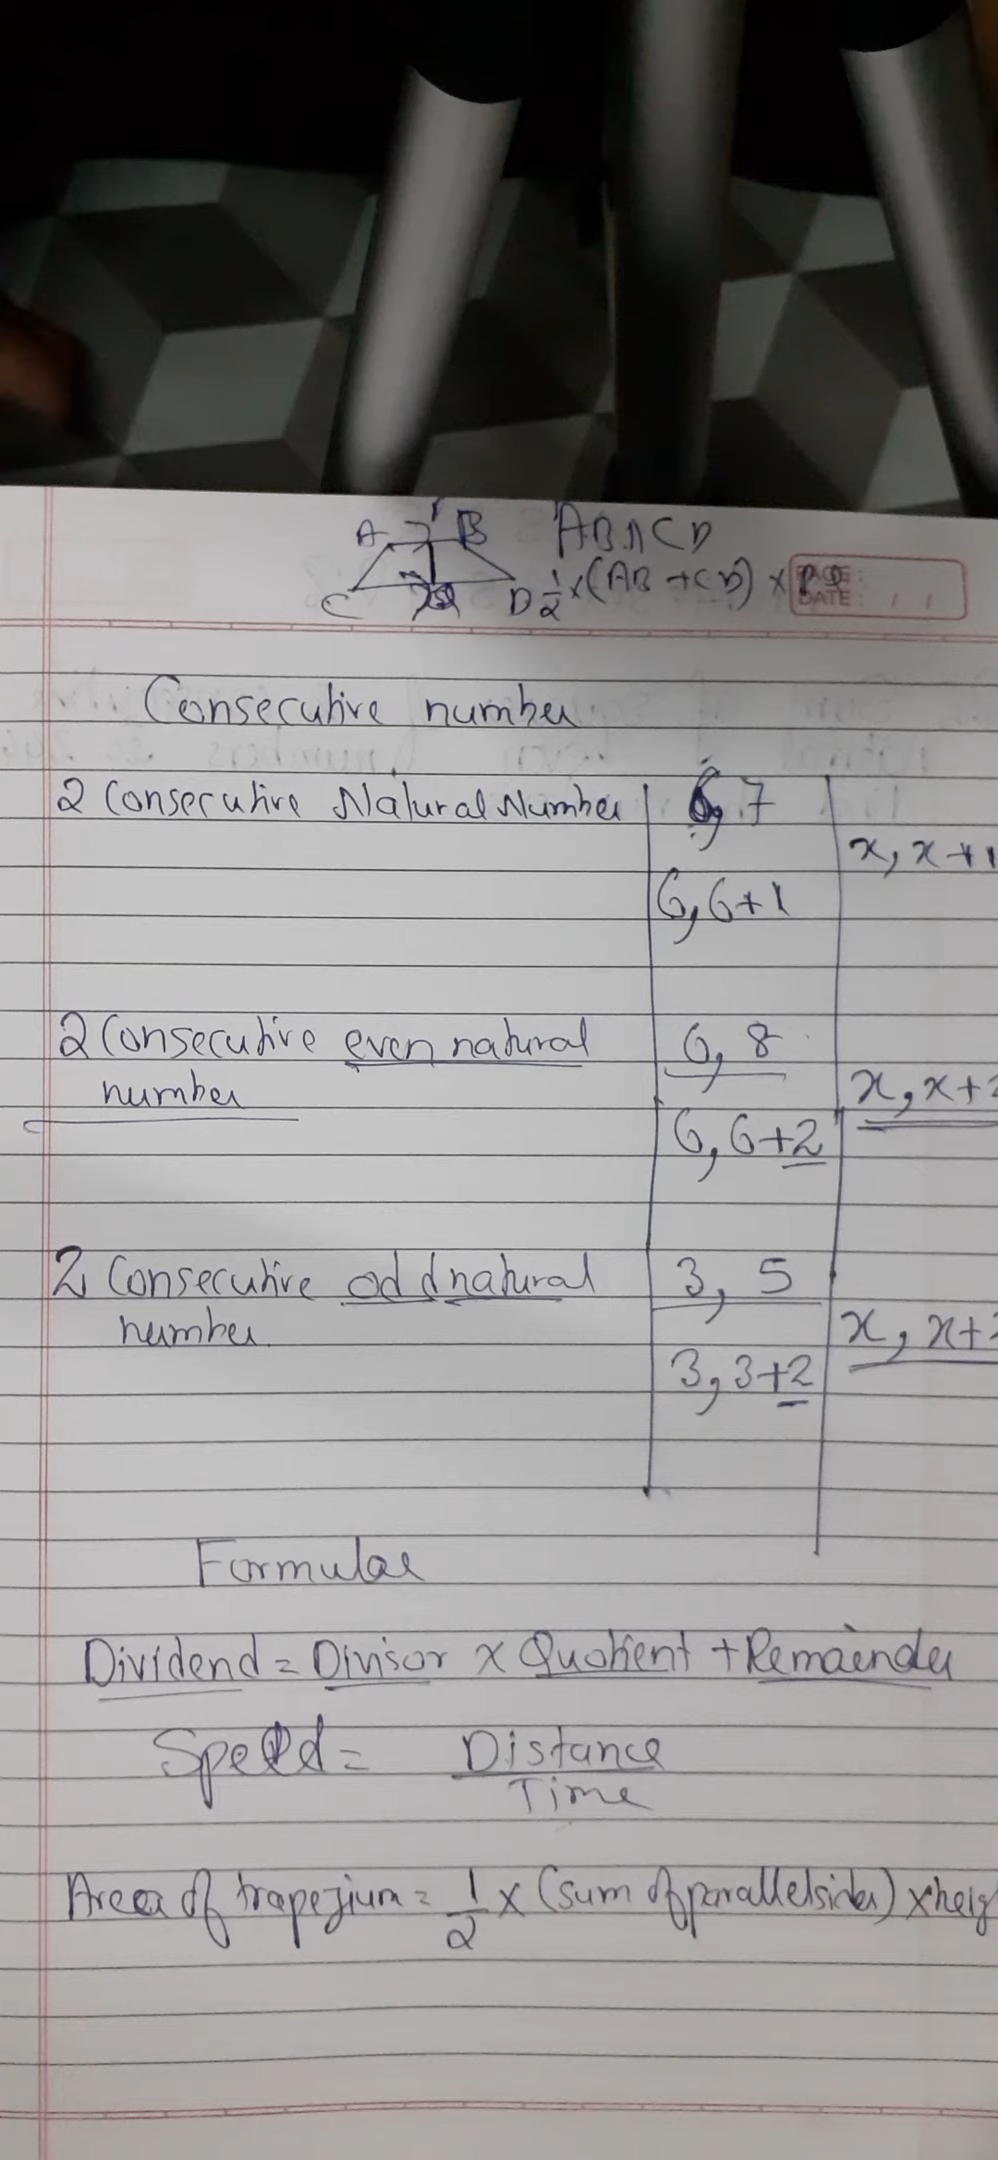 A B AB || CD
C D 1/2 × (AB + CD) × PQ
PAGE:
DATE: / /
Consecutive number
2 Consecutive Natural Number 6, 7
x, x+1
6, 6+1
2 Consecutive even natural 6, 8
number x, x+
6, 6+2
2 Consecutive odd natural 3, 5
number x, x+
3, 3+2
Formulae
Dividend = Divisor × Quotient + Remainder
Speed = Distance
Time
Area of trapezium = 1/2 × (sum of parallel sides) × heig